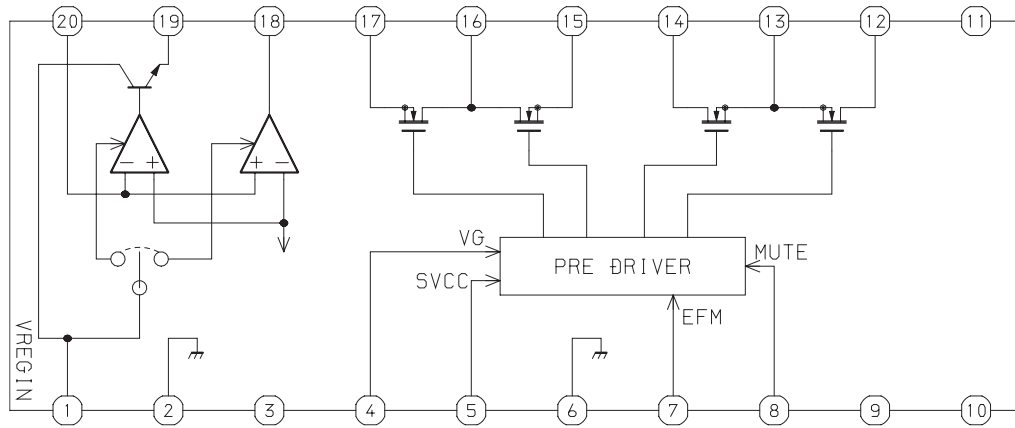 20 19 18 17 16 15 14 13 12 11
− + + −
VG
PRE DRIVER
MUTE
SVCC
EFM
VREGIN
1 2 3 4 5 6 7 8 9 10